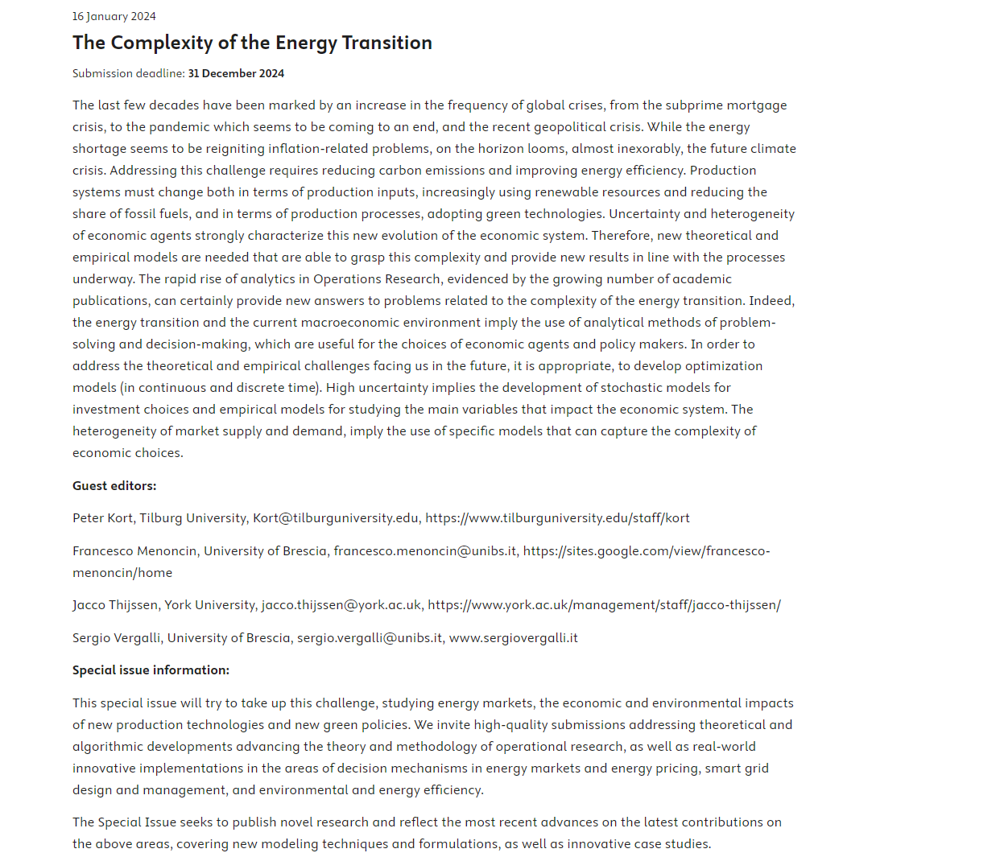 16 January 2024
The Complexity of the Energy Transition
Submission deadline: 31 December 2024
The last few decades have been marked by an increase in the frequency of global crises, from the subprime mortgage
crisis, to the pandemic which seems to be coming to an end, and the recent geopolitical crisis. While the energy
shortage seems to be reigniting inflation-related problems, on the horizon looms, almost inexorably, the future climate
crisis. Addressing this challenge requires reducing carbon emissions and improving energy efficiency. Production
systems must change both in terms of production inputs, increasingly using renewable resources and reducing the
share of fossil fuels, and in terms of production processes, adopting green technologies. Uncertainty and heterogeneity
of economic agents strongly characterize this new evolution of the economic system. Therefore, new theoretical and
empirical models are needed that are able to grasp this complexity and provide new results in line with the processes
underway. The rapid rise of analytics in Operations Research, evidenced by the growing number of academic
publications, can certainly provide new answers to problems related to the complexity of the energy transition. Indeed,
the energy transition and the current macroeconomic environment imply the use of analytical methods of problem-
solving and decision-making, which are useful for the choices of economic agents and policy makers. In order to
address the theoretical and empirical challenges facing us in the future, it is appropriate, to develop optimization
models (in continuous and discrete time). High uncertainty implies the development of stochastic models for
investment choices and empirical models for studying the main variables that impact the economic system. The
heterogeneity of market supply and demand, imply the use of specific models that can capture the complexity of
economic choices.
Guest editors:
Peter Kort, Tilburg University, Kort@tilburguniversity.edu, https://www.tilburguniversity.edu/staff/kort
Francesco Menoncin, University of Brescia, francesco.menoncin@unibs.it, https://sites.google.com/view/francesco-
menoncin/home
Jacco Thijssen, York University, jacco.thijssen@york.ac.uk, https://www.york.ac.uk/management/staff/jacco-thijssen/
Sergio Vergalli, University of Brescia, sergio.vergalli@unibs.it, www.sergiovergalli.it
Special issue information:
This special issue will try to take up this challenge, studying energy markets, the economic and environmental impacts
of new production technologies and new green policies. We invite high-quality submissions addressing theoretical and
algorithmic developments advancing the theory and methodology of operational research, as well as real-world
innovative implementations in the areas of decision mechanisms in energy markets and energy pricing, smart grid
design and management, and environmental and energy efficiency.
The Special Issue seeks to publish novel research and reflect the most recent advances on the latest contributions on
the above areas, covering new modeling techniques and formulations, as well as innovative case studies.